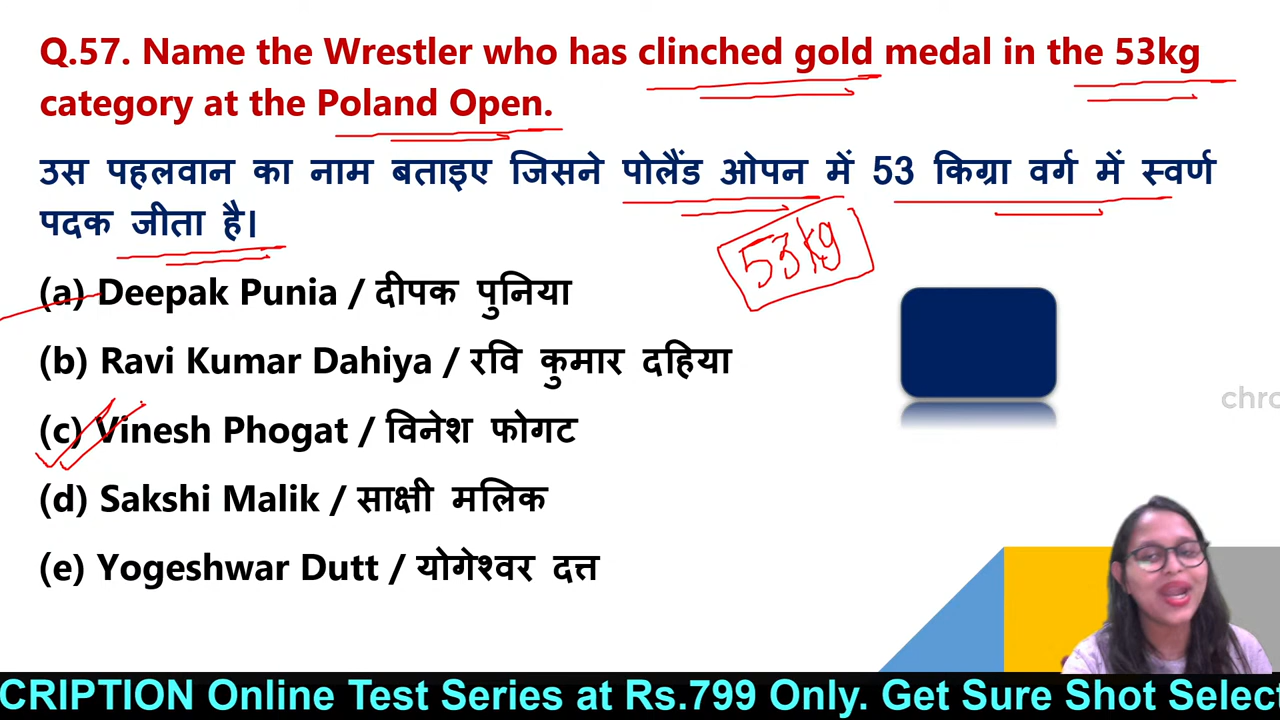 Q.57. Name the Wrestler who has clinched gold medal in the 53kg
category at the Poland Open.
उस पहलवान का नाम बताइए जिसने पोलैंड ओपन में 53 किग्रा वर्ग में स्वर्ण
पदक जीता है।
53kg
(a) Deepak Punia / दीपक पुनिया
(b) Ravi Kumar Dahiya / रवि कुमार दहिया
chro
(c) Vinesh Phogat / विनेश फोगट
(d) Sakshi Malik / साक्षी मलिक
(e) Yogeshwar Dutt / योगेश्वर दत्त
CRIPTION Online Test Series at Rs.799 Only. Get Sure Shot Select